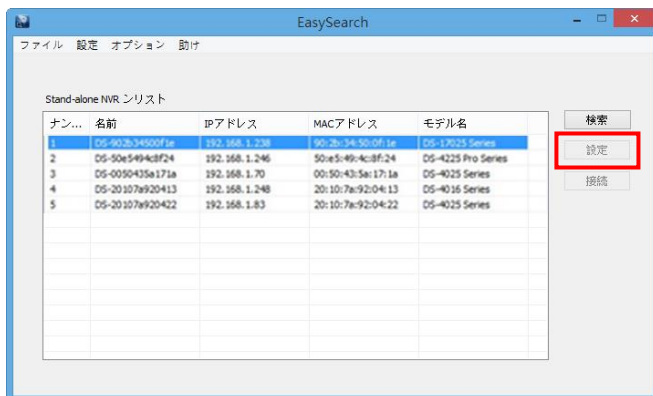 EasySearch
ファイル 設定 オプション 助け
Stand-alone NVR ンリスト
ナン... 名前 IPアドレス MACアドレス モデル名
1 DS-902b34500f1e 192.168.1.238 90:2b:34:50:0f:1e DS-17025 Series
2 DS-50e5494c8f24 192.168.1.246 50:e5:49:4c:8f:24 DS-4225 Pro Series
3 DS-0050435a171a 192.168.1.70 00:50:43:5a:17:1a DS-4025 Series
4 DS-20107a920413 192.168.1.248 20:10:7a:92:04:13 DS-4016 Series
5 DS-20107a920422 192.168.1.83 20:10:7a:92:04:22 DS-4025 Series
検索
設定
接続